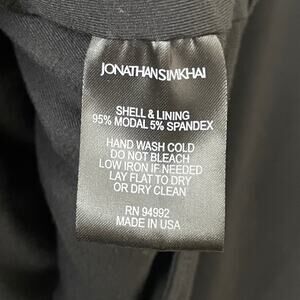 JONATHANSIMKHAI
SHELL & LINING
95% MODAL 5% SPANDEX
HAND WASH COLD
DO NOT BLEACH
LOW IRON IF NEEDED
LAY FLAT TO DRY
OR DRY CLEAN
RN 94992
MADE IN USA